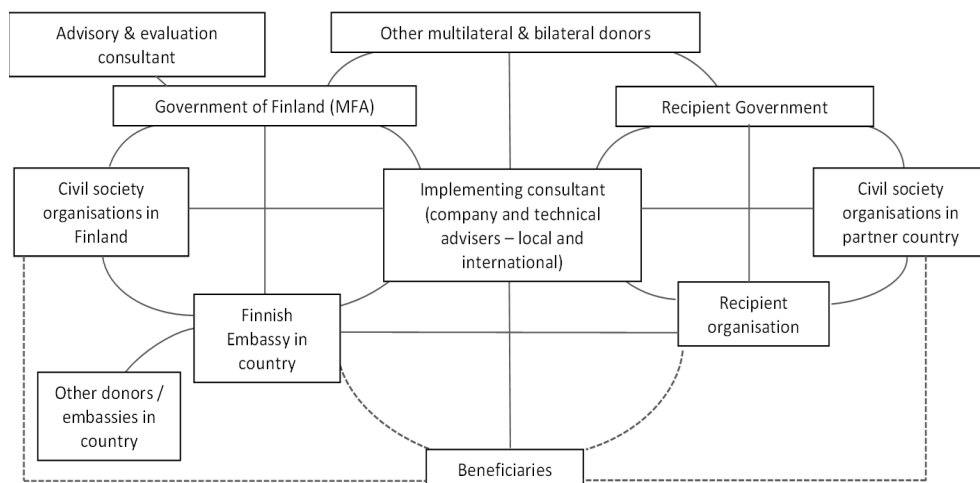 Advisory & evaluation
consultant
Other multilateral & bilateral donors
Government of Finland (MFA)
Recipient Government
Civil society
organisations in
Finland
Implementing consultant
(company and technical
advisers – local and
international)
Civil society
organisations in
partner country
Finnish
Embassy in
country
Recipient
organisation
Other donors /
embassies in
country
Beneficiaries